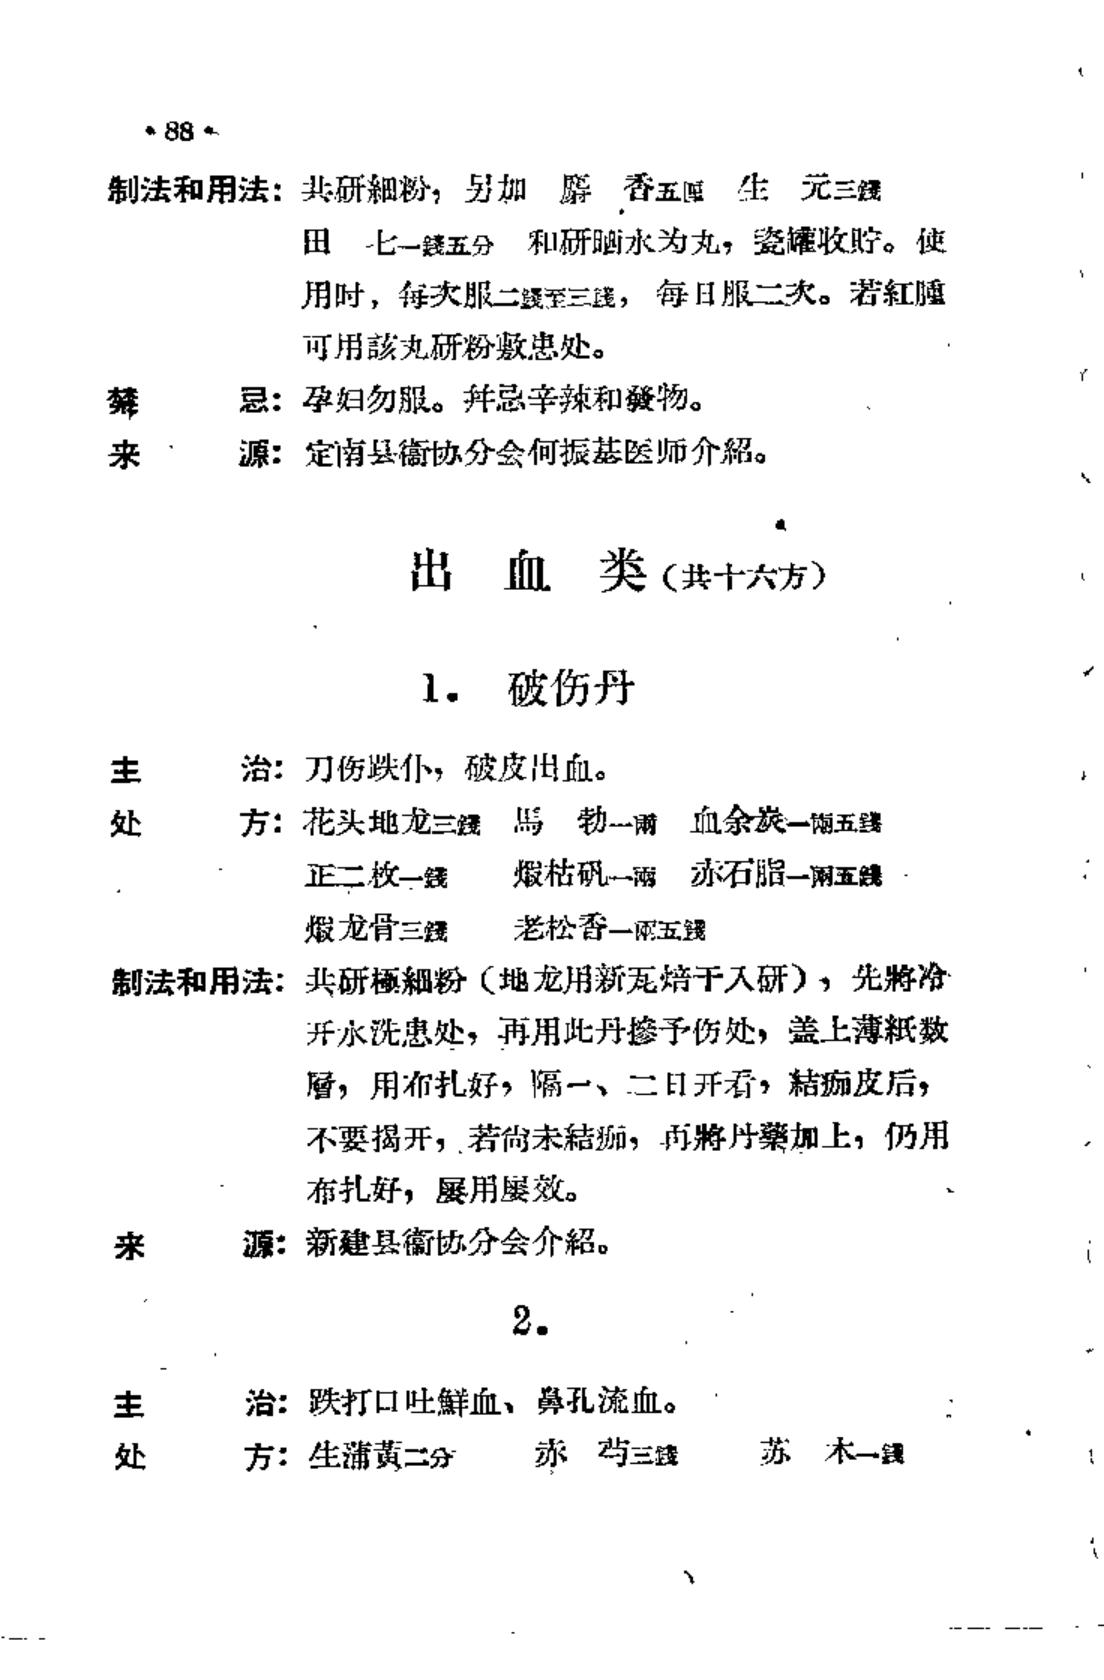 •88•
制法和用法：共研細粉，另加　麝　香五厘　生　元三錢
田　七一錢五分　和研酒水为丸，瓷罐收貯。使
用时，每次服二錢至三錢，每日服二次。若紅腫
可用該丸研粉敷患处。
禁　　忌：孕妇勿服。幷忌辛辣和發物。
来　　源：定南县衞协分会何振基医师介紹。
出　血　类（共十六方）
1.　破伤丹
主　　治：刀伤跌仆，破皮出血。
处　　方：花头地龙三錢　馬　勃一兩　血余炭一兩五錢
正二枚一錢　煆枯矾一兩　赤石脂一兩五錢
煆龙骨三錢　老松香一兩五錢
制法和用法：共研極細粉（地龙用新瓦焙干入研），先將冷
开水洗患处，再用此丹摻予伤处，盖上薄紙数
層，用布扎好，隔一、二日开看，結痂皮后，
不要揭开，若尙未結痂，再將丹藥加上，仍用
布扎好，屡用屡效。
来　　源：新建县衞协分会介紹。
2.
主　　治：跌打口吐鮮血、鼻孔流血。
处　　方：生蒲黃二分　赤　芍三錢　苏　木一錢